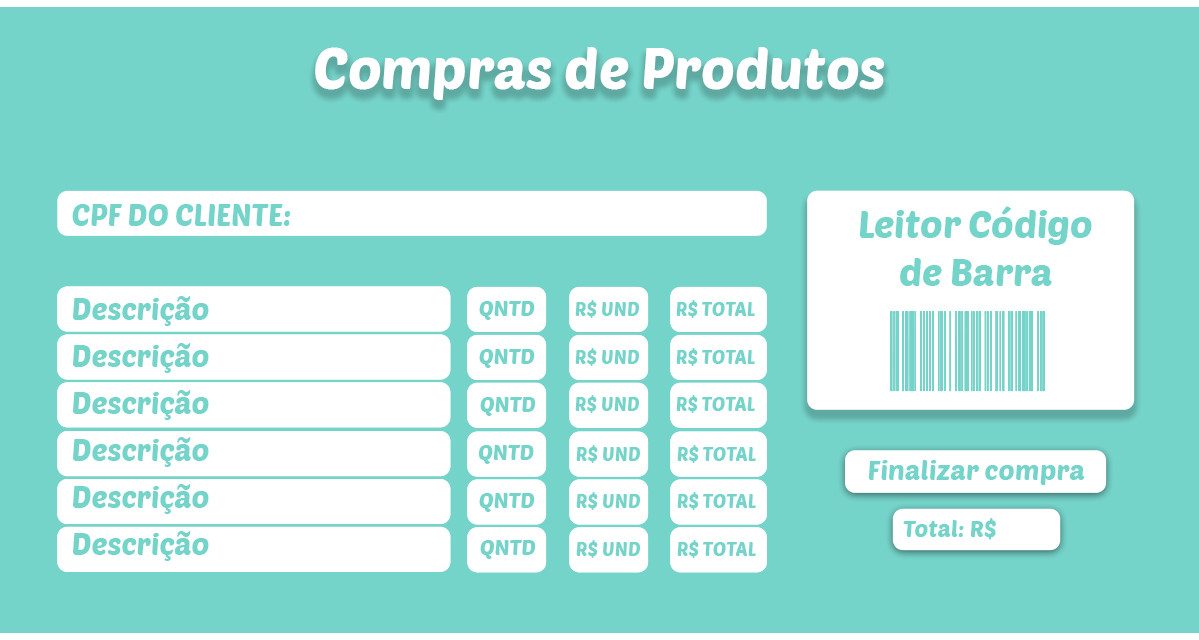 Compras de Produtos
CPF DO CLIENTE:
Descrição QNTD R$ UND R$ TOTAL
Descrição QNTD R$ UND R$ TOTAL
Descrição QNTD R$ UND R$ TOTAL
Descrição QNTD R$ UND R$ TOTAL
Descrição QNTD R$ UND R$ TOTAL
Descrição QNTD R$ UND R$ TOTAL
Leitor Código
de Barra
Finalizar compra
Total: R$